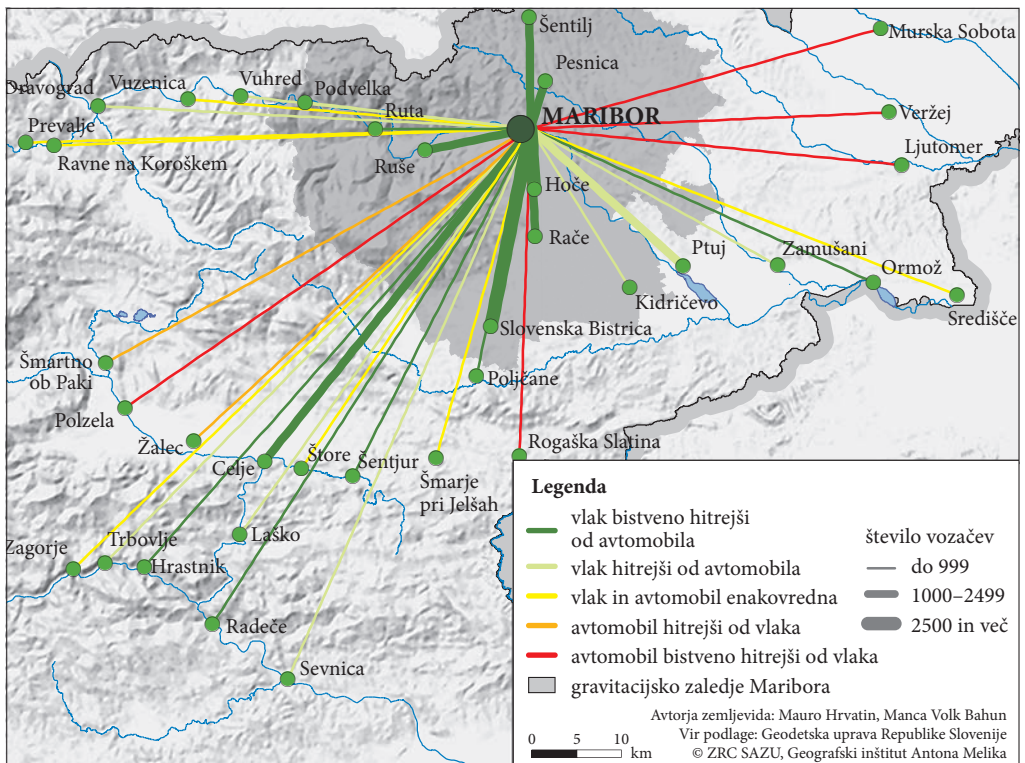 Šentilj
Murska Sobota
Pesnica
Dravograd
Vuzenica
Vuhred
Podvelka
Ruta
MARIBOR
Veržej
Prevalje
Ravne na Koroškem
Ruše
Ljutomer
Hoče
Rače
Ptuj
Zamušani
Ormož
Kidričevo
Središče
Slovenska Bistrica
Šmartno
ob Paki
Poljčane
Polzela
Žalec
Celje
Štore
Šentjur
Šmarje
pri Jelšah
Rogaška Slatina
Zagorje
Trbovlje
Hrastnik
Laško
Radeče
Sevnica
Legenda
vlak bistveno hitrejši
od avtomobila
vlak hitrejši od avtomobila
vlak in avtomobil enakovredna
avtomobil hitrejši od vlaka
avtomobil bistveno hitrejši od vlaka
gravitacijsko zaledje Maribora
število vozačev
do 999
1000–2499
2500 in več
Avtorja zemljevida: Mauro Hrvatin, Manca Volk Bahun
Vir podlage: Geodetska uprava Republike Slovenije
© ZRC SAZU, Geografski inštitut Antona Melika
0 5 10
km